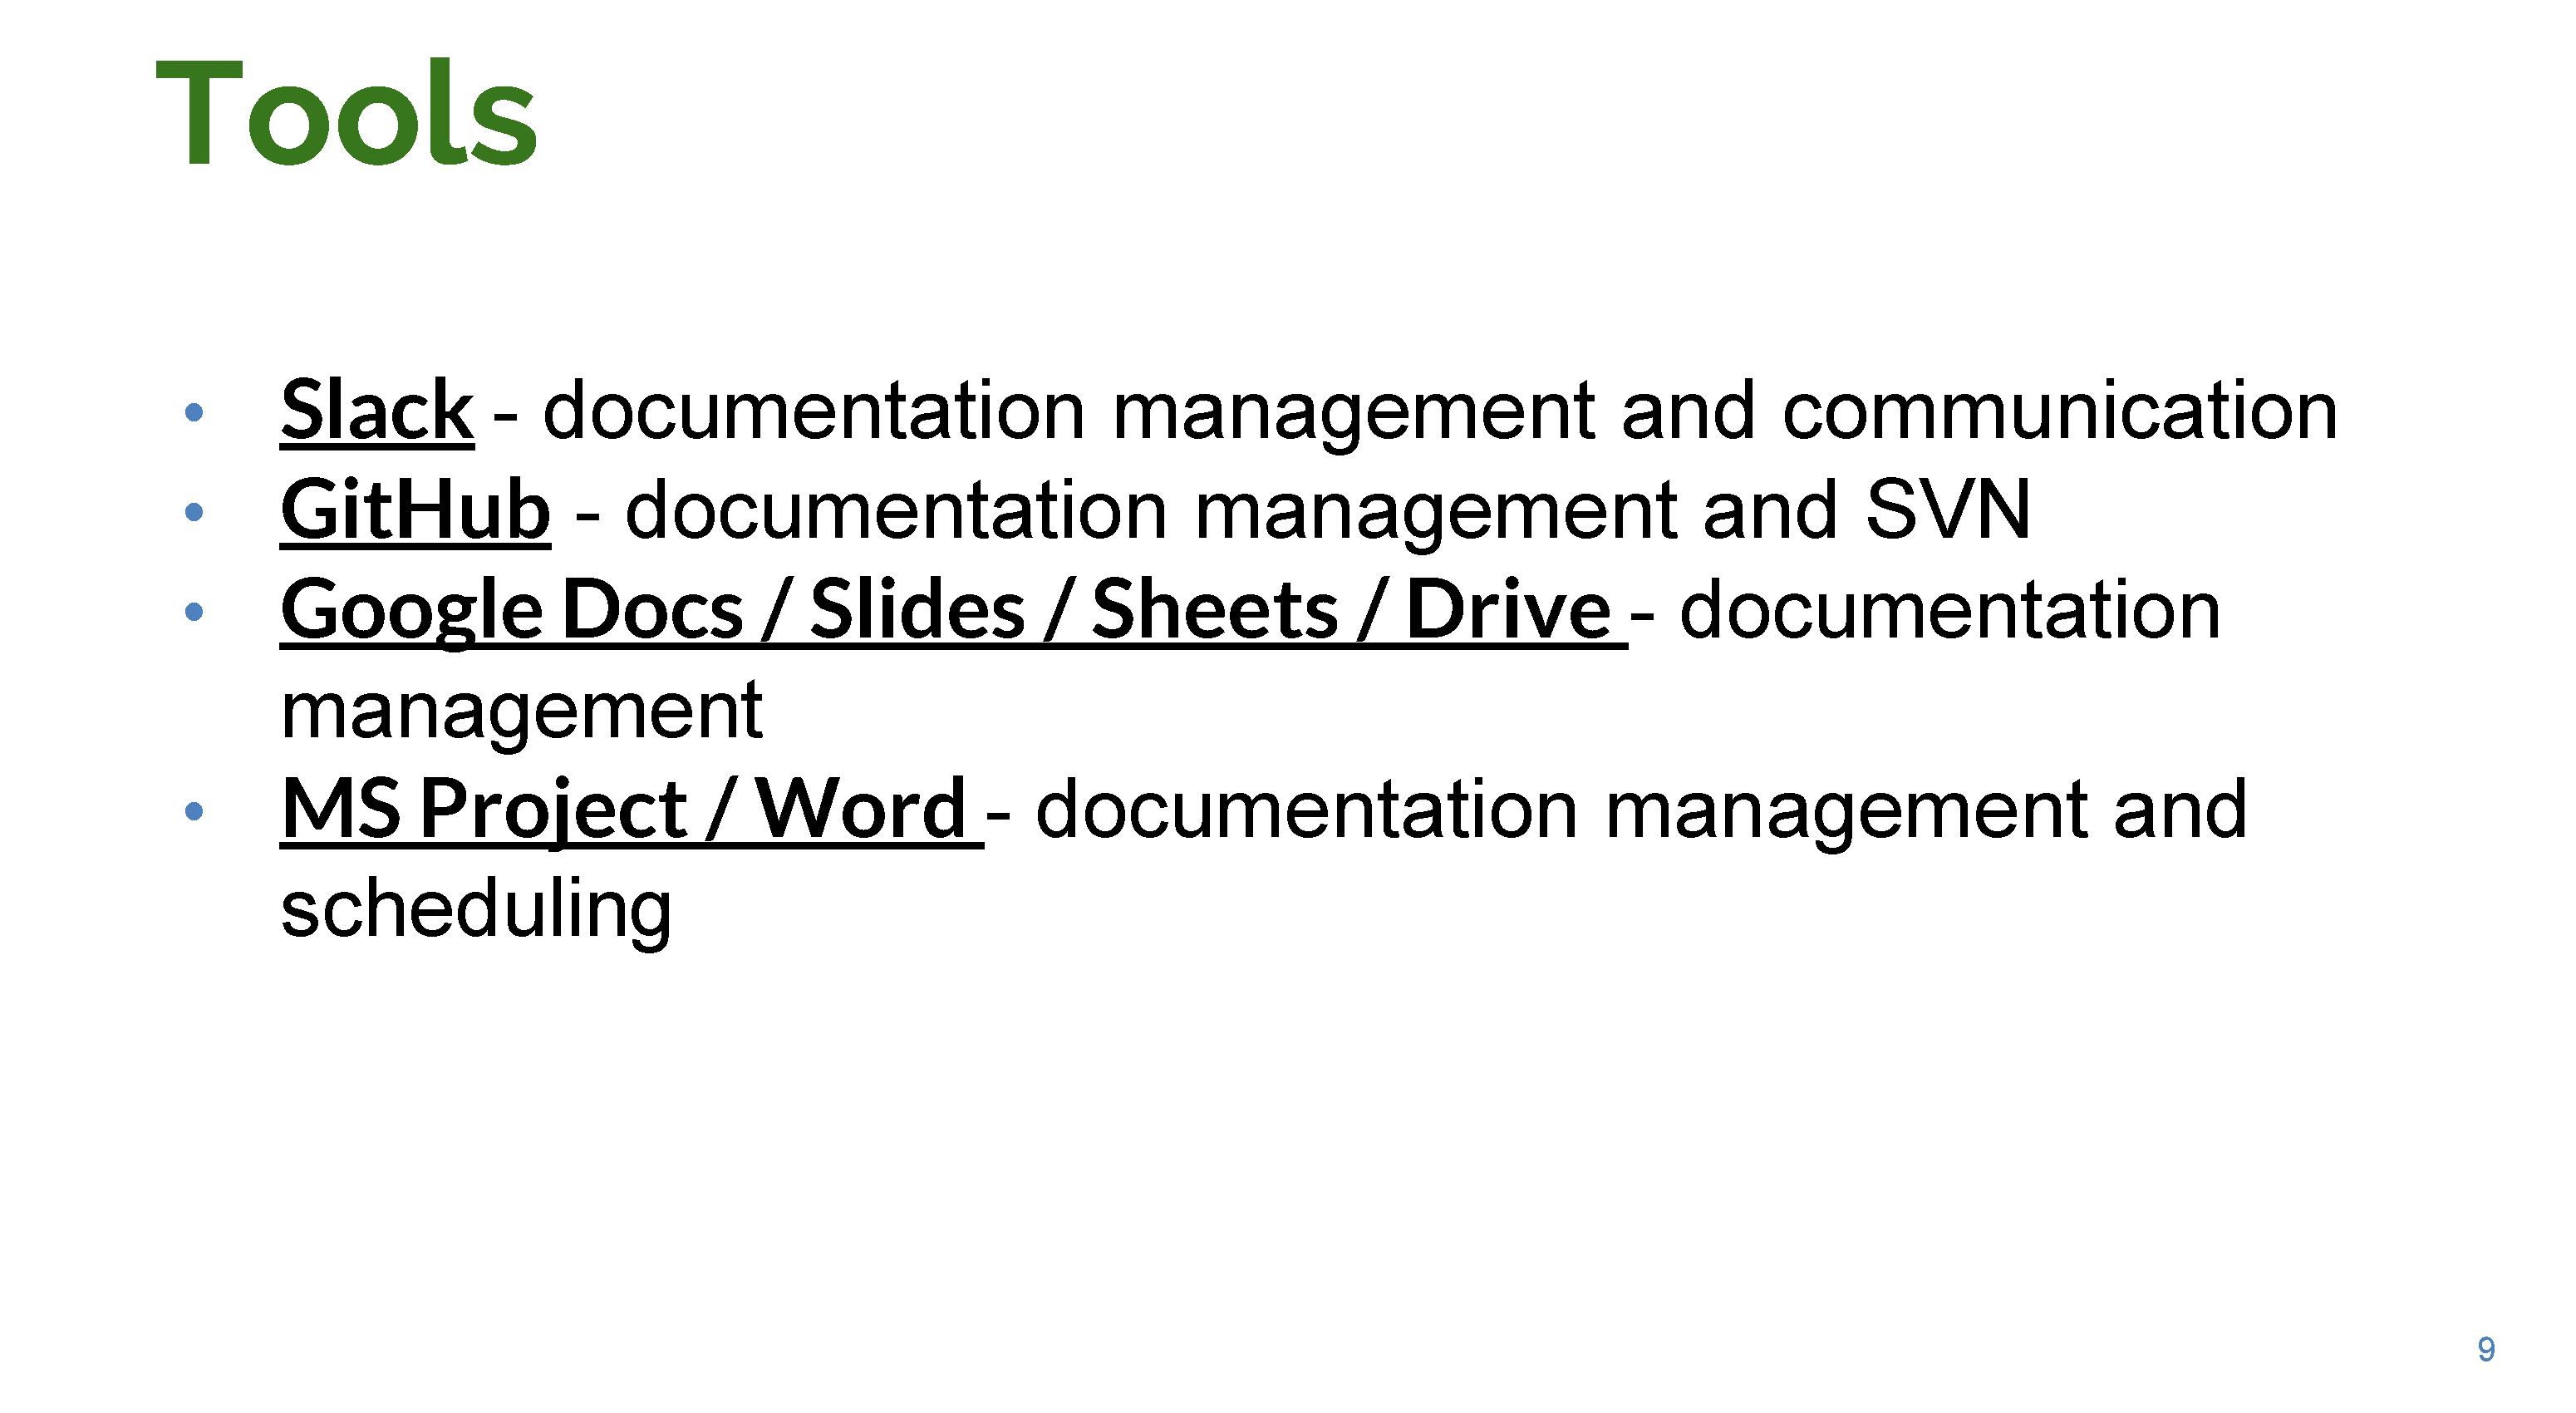 Tools
• Slack - documentation management and communication
• GitHub - documentation management and SVN
• Google Docs / Slides / Sheets / Drive - documentation
management
• MS Project / Word - documentation management and
scheduling
9